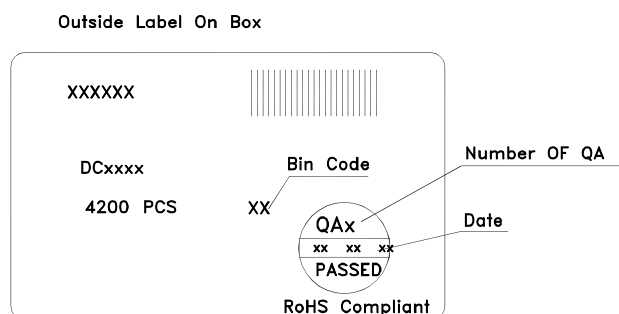 Outside Label On Box
XXXXXX
DCxxxx
Bin Code
Number OF QA
4200 PCS
XX
QAx
Date
xx xx xx
PASSED
RoHS Compliant